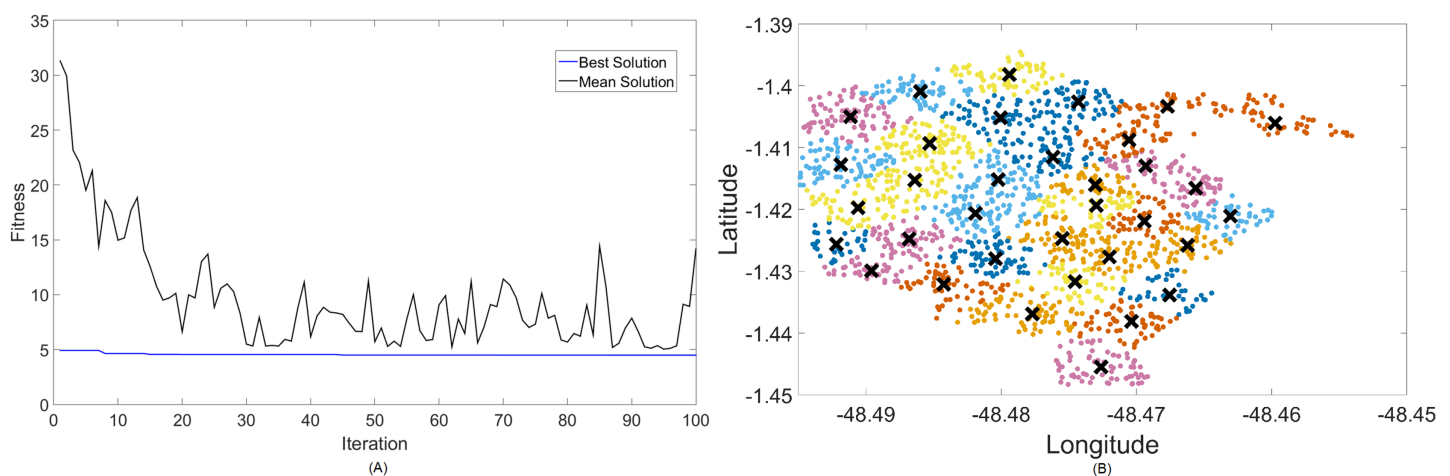 35
30
25
20
15
10
5
0
Fitness
Best Solution
Mean Solution
0 10 20 30 40 50 60 70 80 90 100
Iteration
(A)
-1.39
-1.4
-1.41
-1.42
-1.43
-1.44
-1.45
Latitude
-48.49 -48.48 -48.47 -48.46 -48.45
Longitude
(B)